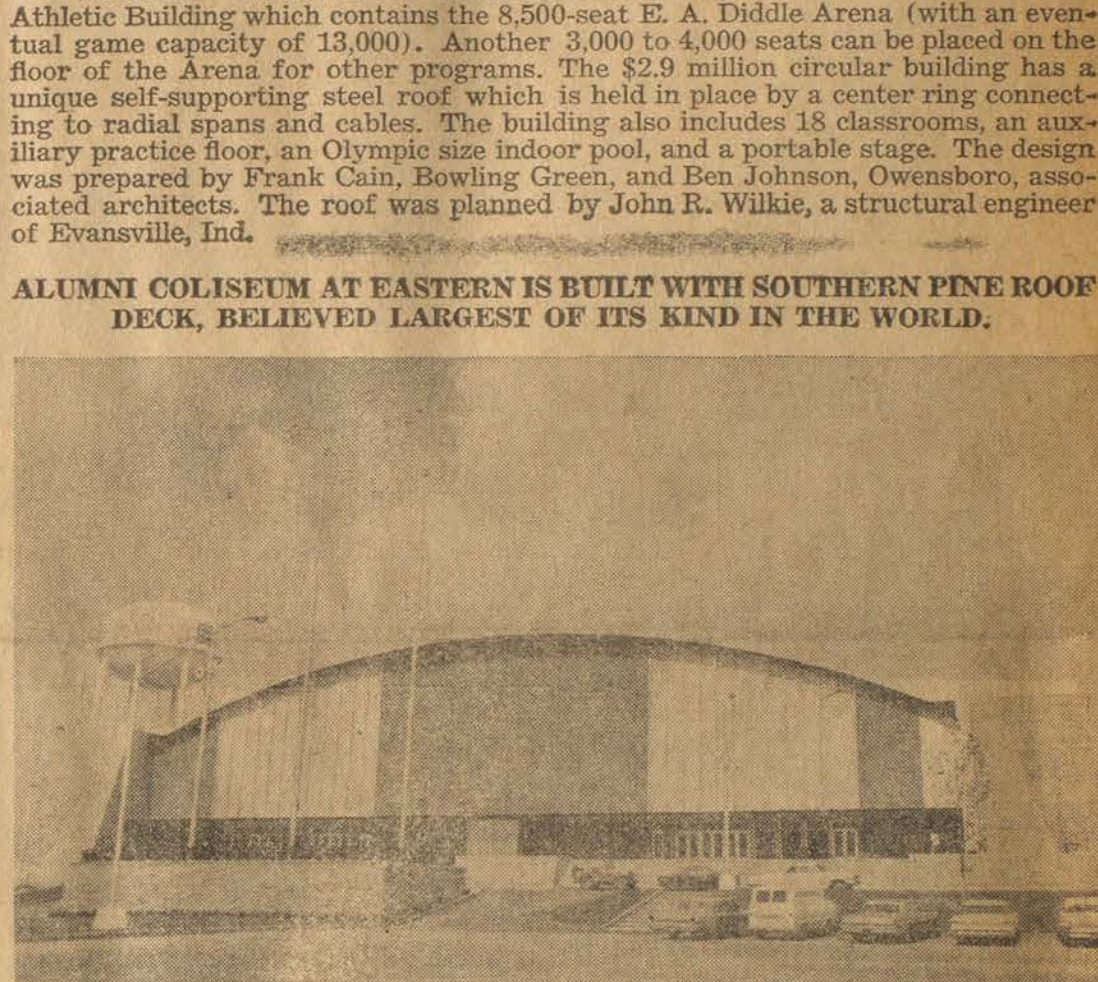 Athletic Building which contains the 8,500-seat E. A. Diddle Arena (with an even-
tual game capacity of 13,000). Another 3,000 to 4,000 seats can be placed on the
floor of the Arena for other programs. The $2.9 million circular building has a
unique self-supporting steel roof which is held in place by a center ring connect-
ing to radial spans and cables. The building also includes 18 classrooms, an aux-
iliary practice floor, an Olympic size indoor pool, and a portable stage. The design
was prepared by Frank Cain, Bowling Green, and Ben Johnson, Owensboro, asso-
ciated architects. The roof was planned by John R. Wilkie, a structural engineer
of Evansville, Ind.
ALUMNI COLISEUM AT EASTERN IS BUILT WITH SOUTHERN PINE ROOF
DECK, BELIEVED LARGEST OF ITS KIND IN THE WORLD.